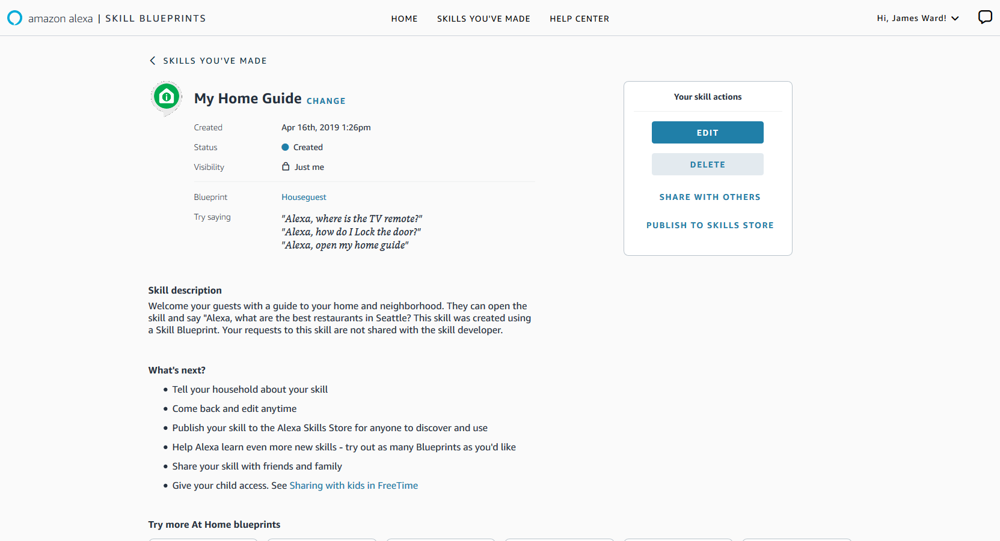 amazon alexa | SKILL BLUEPRINTS
HOME
SKILLS YOU'VE MADE
HELP CENTER
Hi, James Ward!
SKILLS YOU'VE MADE
My Home Guide CHANGE
Created Apr 16th, 2019 1:26pm
Status Created
Visibility Just me
Blueprint Houseguest
Try saying "Alexa, where is the TV remote?"
"Alexa, how do I Lock the door?"
"Alexa, open my home guide"
Your skill actions
EDIT
DELETE
SHARE WITH OTHERS
PUBLISH TO SKILLS STORE
Skill description
Welcome your guests with a guide to your home and neighborhood. They can open the
skill and say "Alexa, what are the best restaurants in Seattle? This skill was created using
a Skill Blueprint. Your requests to this skill are not shared with the skill developer.
What's next?
• Tell your household about your skill
• Come back and edit anytime
• Publish your skill to the Alexa Skills Store for anyone to discover and use
• Help Alexa learn even more new skills - try out as many Blueprints as you'd like
• Share your skill with friends and family
• Give your child access. See Sharing with kids in FreeTime
Try more At Home blueprints